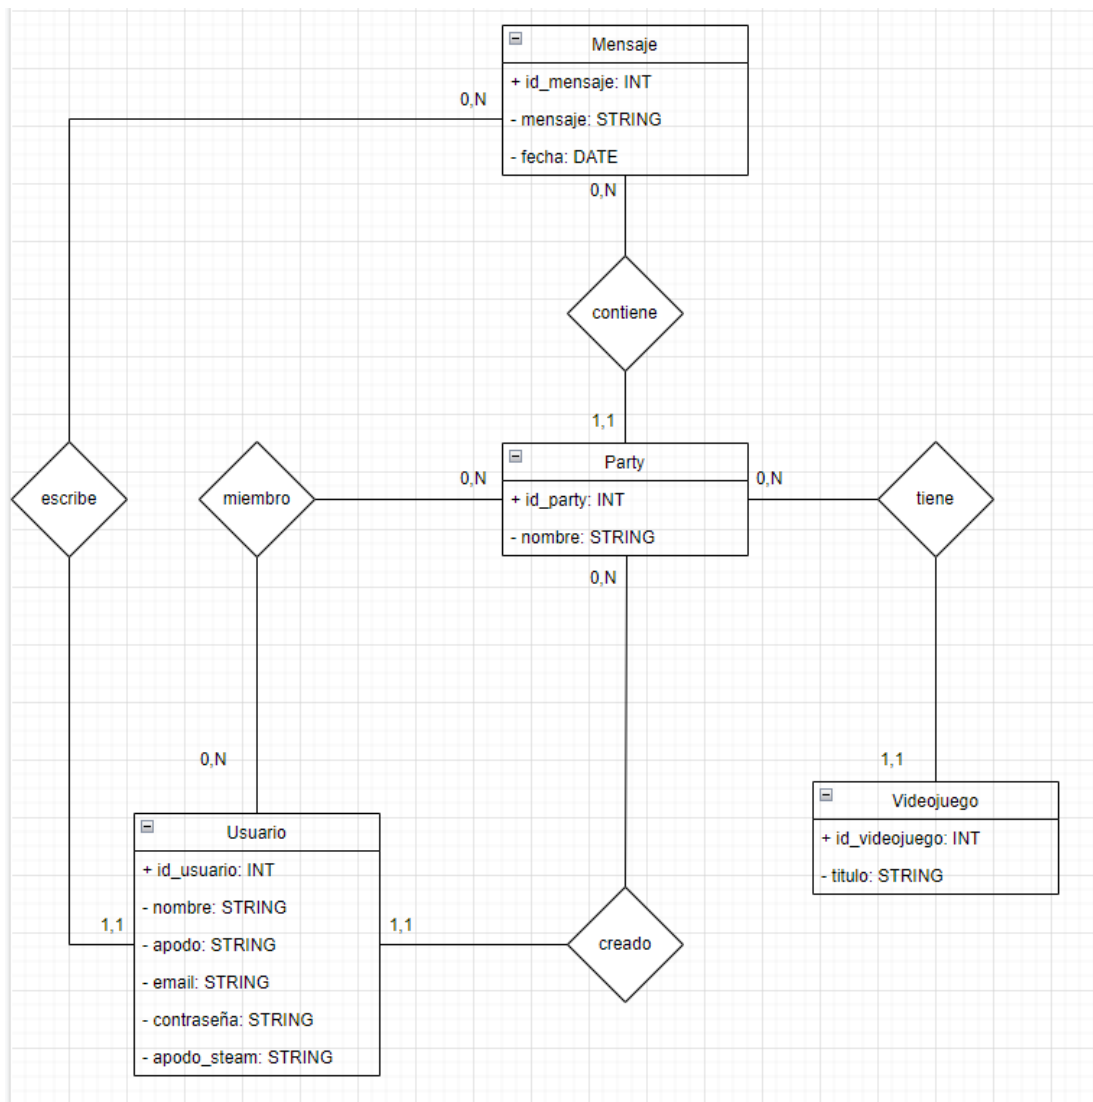 Mensaje
+ id_mensaje: INT
- mensaje: STRING
- fecha: DATE
0,N
0,N
contiene
1,1
escribe
miembro
0,N
Party
+ id_party: INT
- nombre: STRING
0,N
tiene
0,N
0,N
1,1
Usuario
+ id_usuario: INT
- nombre: STRING
- apodo: STRING
- email: STRING
- contraseña: STRING
- apodo_steam: STRING
1,1
1,1
creado
Videojuego
+ id_videojuego: INT
- titulo: STRING